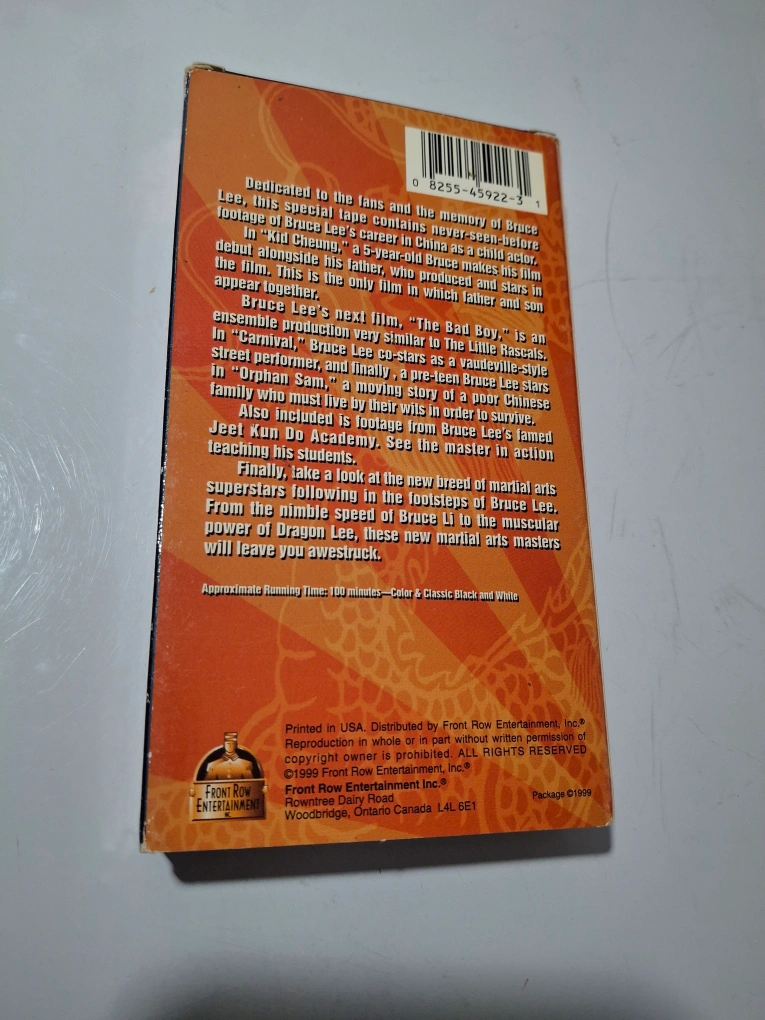 0 8255-45922-3 1
Dedicated to the fans and the memory of Bruce
Lee, this special tape contains never-seen-before
footage of Bruce Lee's career in China as a child actor.
In "Kid Cheung," a 5-year-old Bruce makes his film
debut alongside his father, who produced and stars in
the film. This is the only film in which father and son
appear together.
Bruce Lee's next film, "The Bad Boy," is an
ensemble production very similar to The Little Rascals.
In "Carnival," Bruce Lee co-stars as a vaudeville-style
street performer, and finally , a pre-teen Bruce Lee stars
in "Orphan Sam," a moving story of a poor Chinese
family who must live by their wits in order to survive.
Also included is footage from Bruce Lee's famed
Jeet Kun Do Academy. See the master in action
teaching his students.
Finally, take a look at the new breed of martial arts
superstars following in the footsteps of Bruce Lee.
From the nimble speed of Bruce Li to the muscular
power of Dragon Lee, these new martial arts masters
will leave you awestruck.
Approximate Running Time: 100 minutes—Color & Classic Black and White
FRONT ROW
ENTERTAINMENT
Printed in USA. Distributed by Front Row Entertainment, Inc.®
Reproduction in whole or in part without written permission of
copyright owner is prohibited. ALL RIGHTS RESERVED
©1999 Front Row Entertainment, Inc.®
Front Row Entertainment Inc.®
Rowntree Dairy Road
Woodbridge, Ontario Canada L4L 6E1
Package ©1999